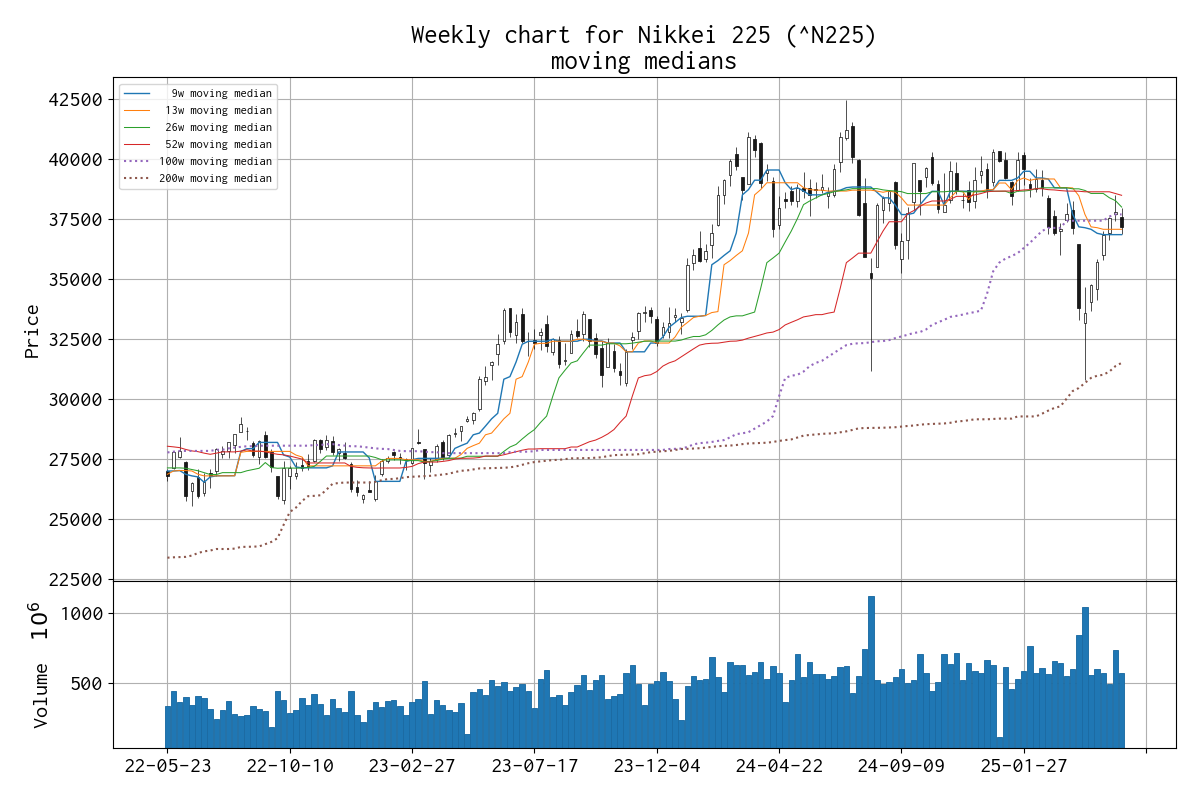 Weekly chart for Nikkei 225 (^N225)
moving medians
9w moving median
13w moving median
26w moving median
52w moving median
100w moving median
200w moving median
Price
42500
40000
37500
35000
32500
30000
27500
25000
22500
Volume 10^6
1000
500
22-05-23
22-10-10
23-02-27
23-07-17
23-12-04
24-04-22
24-09-09
25-01-27